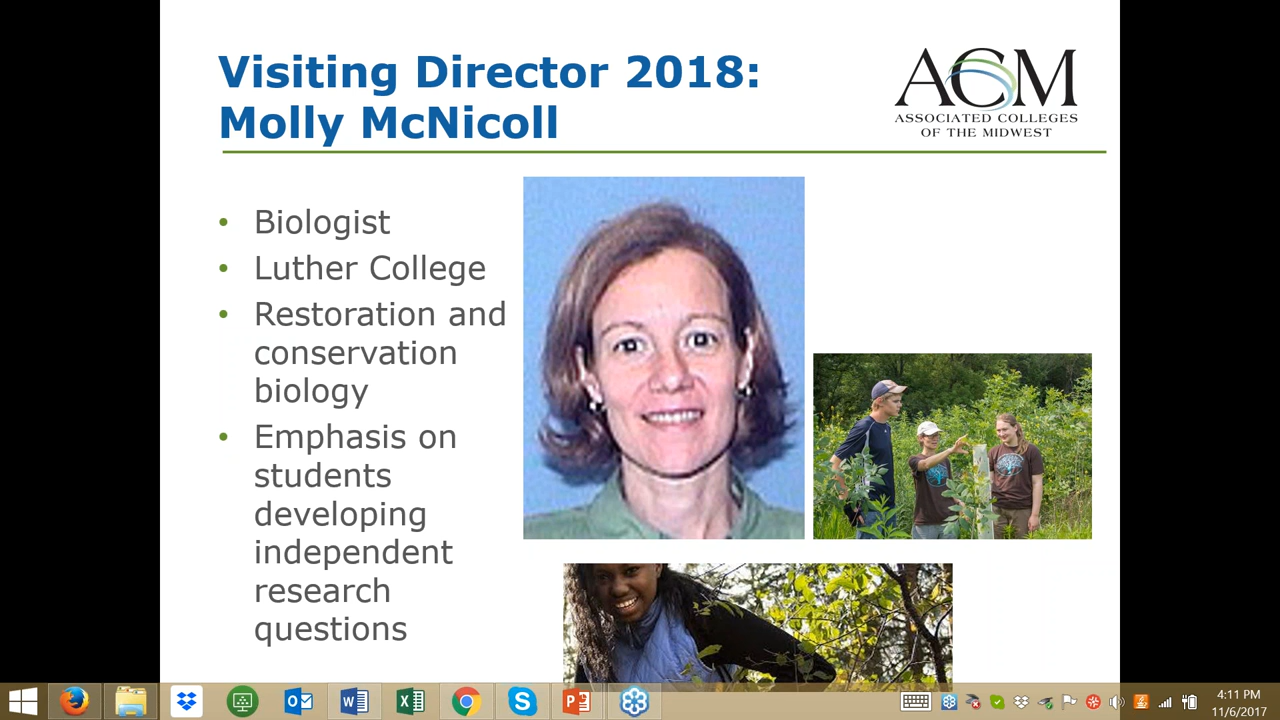 Visiting Director 2018:
Molly McNicoll
ACM
ASSOCIATED COLLEGES
OF THE MIDWEST
• Biologist
• Luther College
• Restoration and
conservation
biology
• Emphasis on
students
developing
independent
research
questions
4:11 PM
11/6/2017